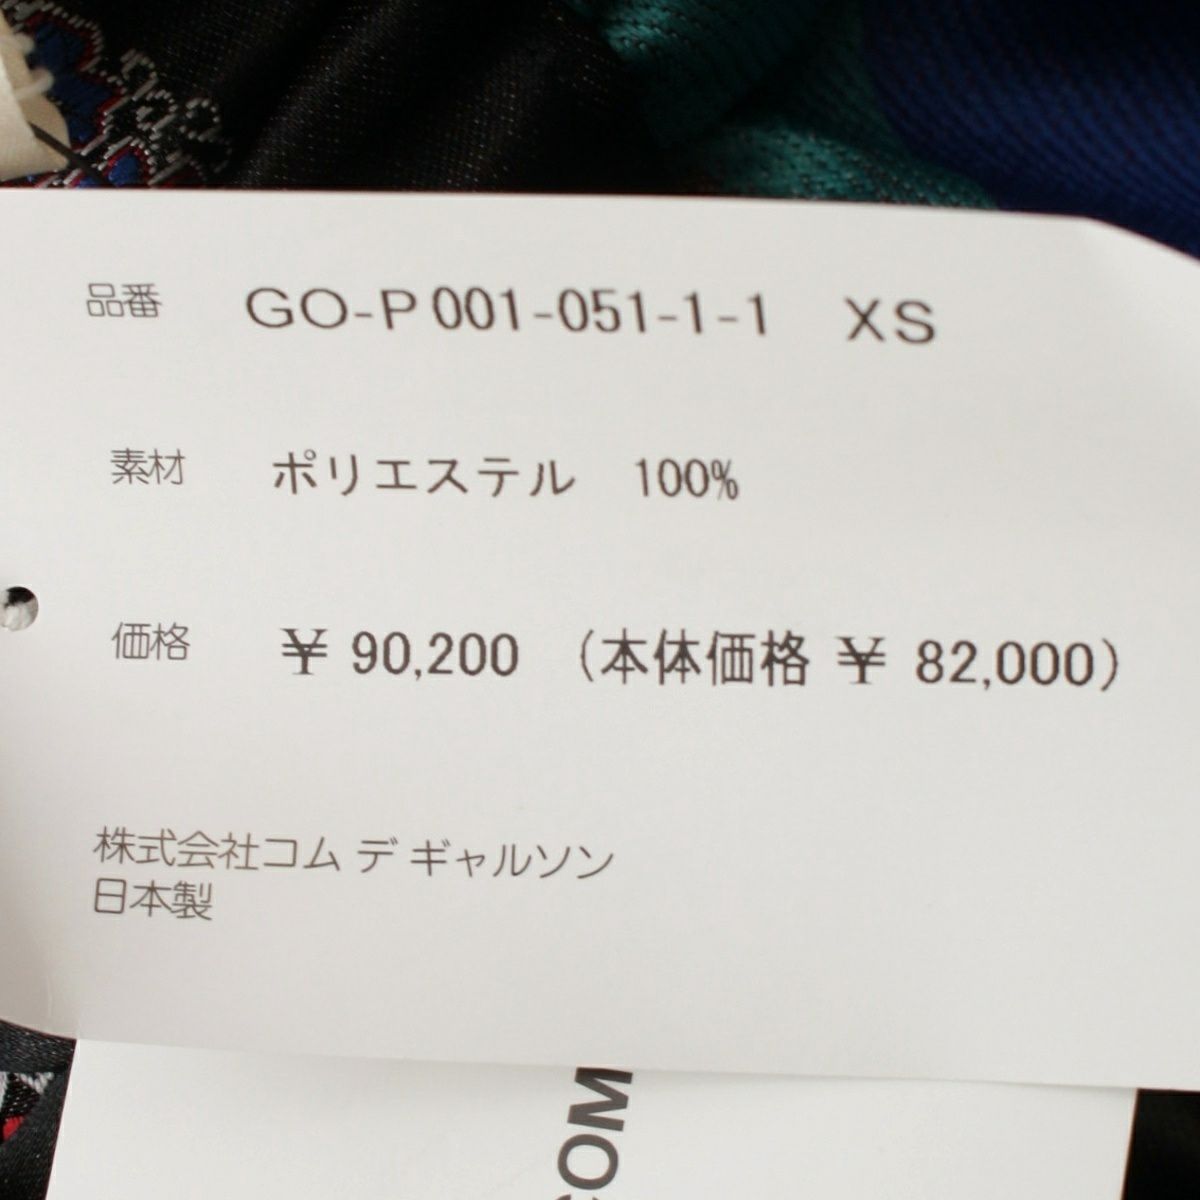 品番 GO-P001-051-1-1 XS
素材 ポリエステル 100%
価格 ¥ 90,200 (本体価格 ¥ 82,000)
株式会社コム デ ギャルソン
日本製
COM